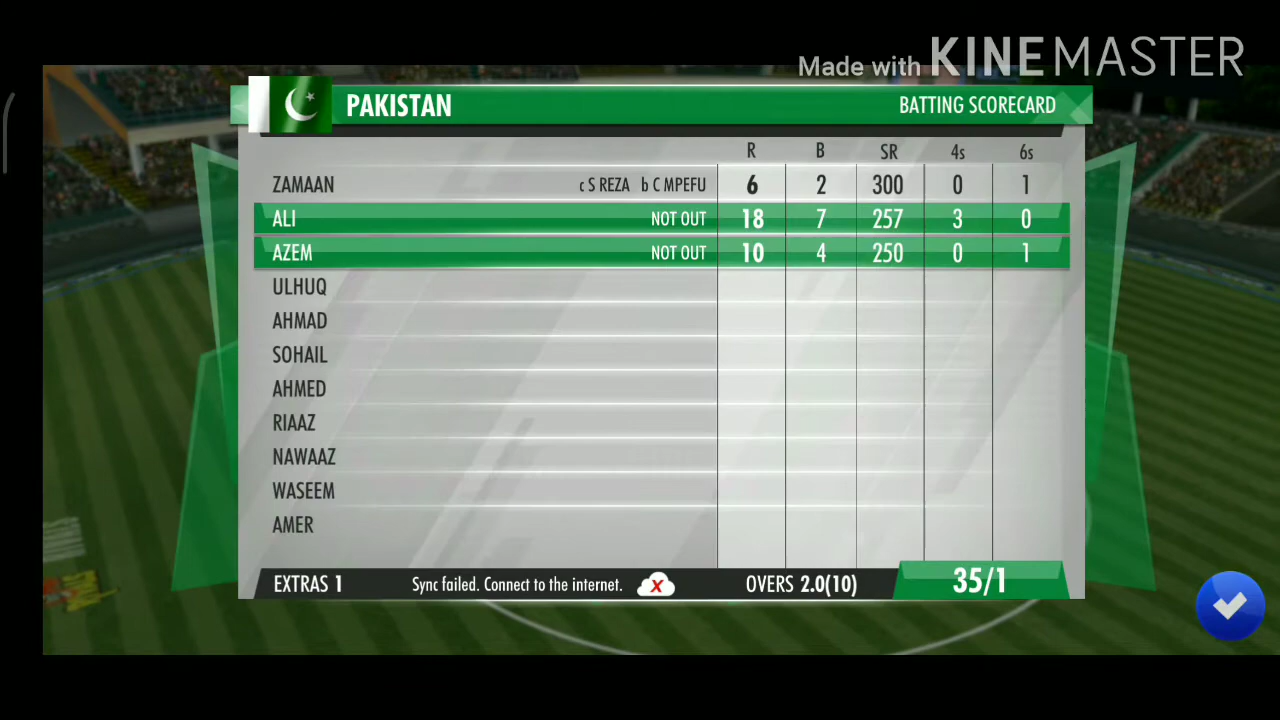 Made with KINEMASTER
PAKISTAN BATTING SCORECARD
R B SR 4s 6s
ZAMAAN c S REZA b C MPEFU 6 2 300 0 1
ALI NOT OUT 18 7 257 3 0
AZEM NOT OUT 10 4 250 0 1
ULHUQ
AHMAD
SOHAIL
AHMED
RIAAZ
NAWAAZ
WASEEM
AMER
EXTRAS 1 Sync failed. Connect to the internet. X OVERS 2.0(10) 35/1